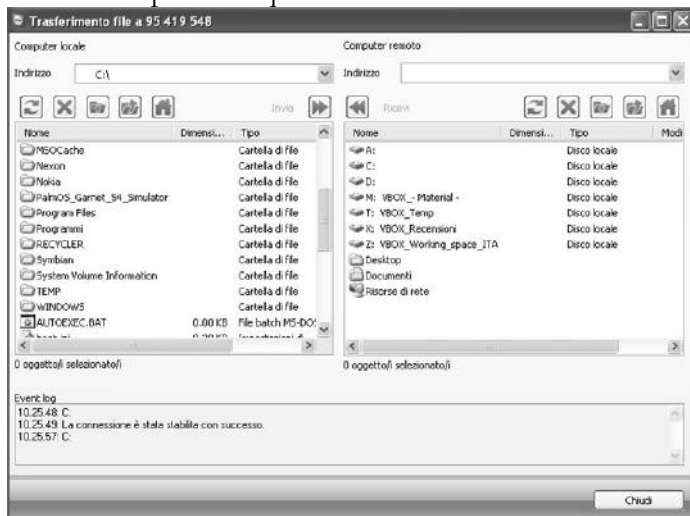 Trasferimento file a 95 419 548
Computer locale
Indirizzo C:\
Invio
Nome Dimensi... Tipo
MSOCache Cartella di file
Nexon Cartella di file
Nokia Cartella di file
PalmOS_Garnet_54_Simulator Cartella di file
Program Files Cartella di file
Programmi Cartella di file
RECYCLER Cartella di file
Symbian Cartella di file
System Volume Information Cartella di file
TEMP Cartella di file
WINDOWS Cartella di file
AUTOEXEC.BAT 0.00 KB File batch MS-DO
0 oggetto/i selezionato/i
Computer remoto
Indirizzo
Ricevi
Nome Dimensi... Tipo Modi
A: Disco locale
C: Disco locale
D: Disco locale
M: VBOX_- Material - Disco locale
T: VBOX_Temp Disco locale
X: VBOX_Recensioni Disco locale
Z: VBOX_Working_space_ITA Disco locale
Desktop
Documenti
Risorse di rete
0 oggetto/i selezionato/i
Event log
10.25.48: C:
10.25.49: La connessione è stata stabilita con successo.
10.25.57: C:
Chiudi